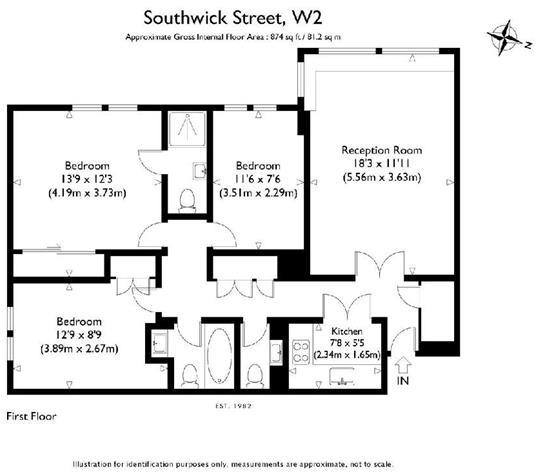 Southwick Street, W2
Approximate Gross Internal Floor Area : 874 sq ft / 81.2 sq m
N
Reception Room
18'3 x 11'11
(5.56m x 3.63m)
Bedroom
13'9 x 12'3
(4.19m x 3.73m)
Bedroom
11'6 x 7'6
(3.51m x 2.29m)
Bedroom
12'9 x 8'9
(3.89m x 2.67m)
Kitchen
7'8 x 5'5
(2.34m x 1.65m)
IN
EST. 1982
First Floor
Illustration for identification purposes only, measurements are approximate, not to scale.